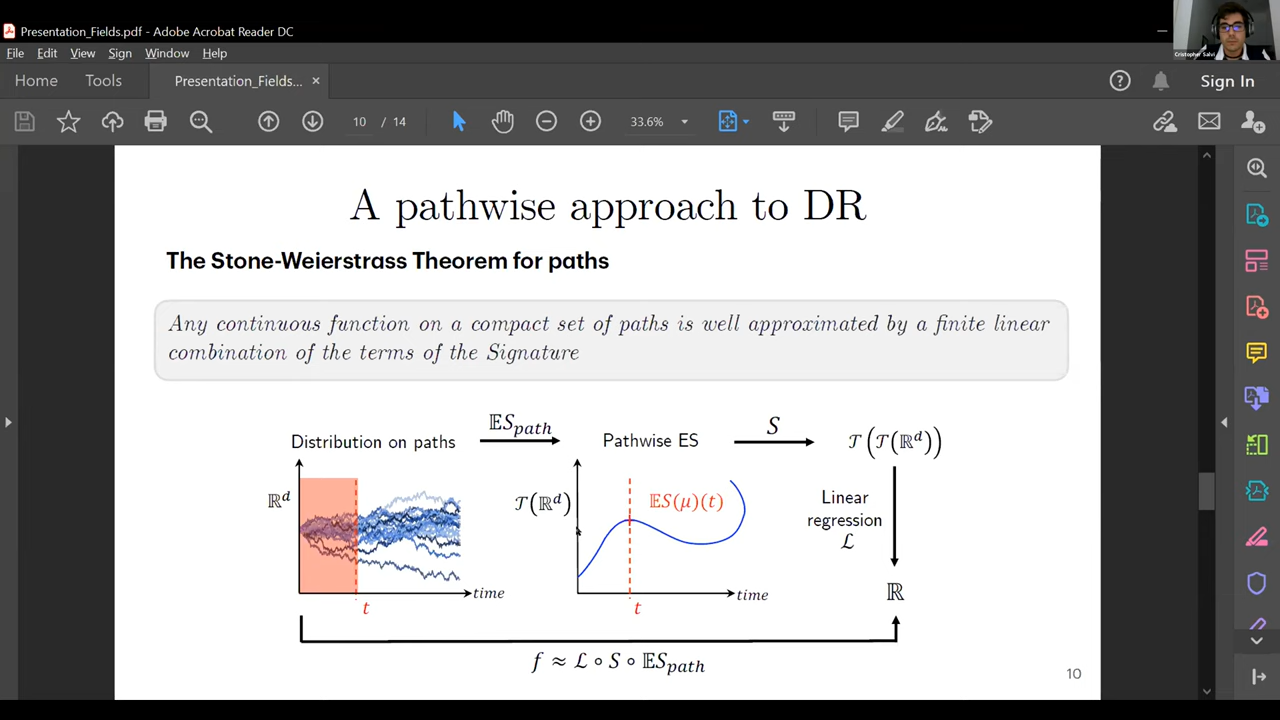 Presentation_Fields.pdf - Adobe Acrobat Reader DC
Cristopher Salvi
File Edit View Sign Window Help
Home Tools Presentation_Fields... × Sign In
10 / 14 33.6%
A pathwise approach to DR
The Stone-Weierstrass Theorem for paths
Any continuous function on a compact set of paths is well approximated by a finite linear
combination of the terms of the Signature
Distribution on paths
𝔼S_path
Pathwise ES
S
𝒯(𝒯(ℝ^d))
ℝ^d
time
t
𝒯(ℝ^d)
𝔼S(μ)(t)
time
t
Linear
regression
ℒ
ℝ
f ≈ ℒ ∘ S ∘ 𝔼S_path
10